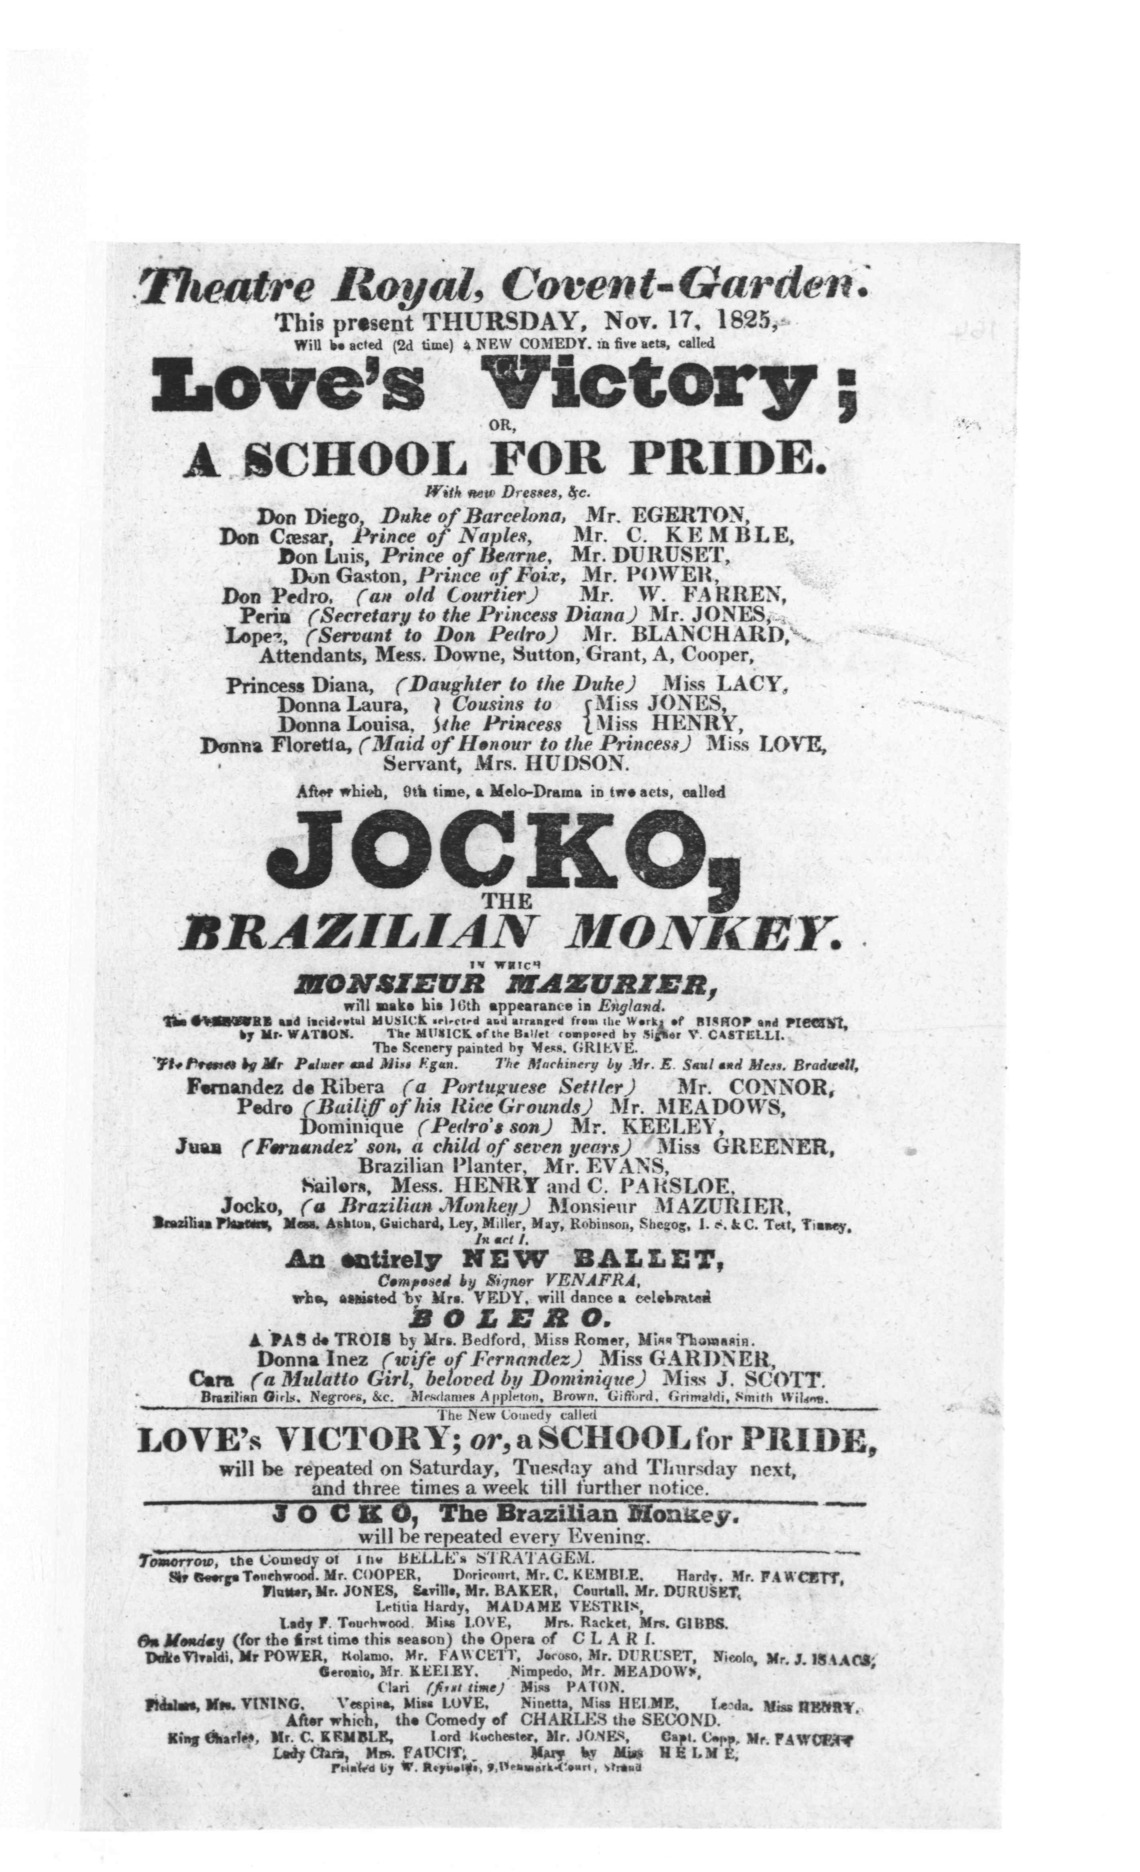 Theatre Royal, Covent-Garden.
This present THURSDAY, Nov. 17, 1825,
Will be acted (2d time) a NEW COMEDY, in five acts, called
Love's Victory;
OR,
A SCHOOL FOR PRIDE.
With new Dresses, &c.
Don Diego, Duke of Barcelona, Mr. EGERTON,
Don Cæsar, Prince of Naples, Mr. C. KEMBLE,
Don Luis, Prince of Bearne, Mr. DURUSET,
Don Gaston, Prince of Foix, Mr. POWER,
Don Pedro, (an old Courtier) Mr. W. FARREN,
Perin (Secretary to the Princess Diana) Mr. JONES,
Lopez, (Servant to Don Pedro) Mr. BLANCHARD,
Attendants, Mess. Downe, Sutton, Grant, A, Cooper,
Princess Diana, (Daughter to the Duke) Miss LACY,
Donna Laura, } Cousins to { Miss JONES,
Donna Louisa, } the Princess { Miss HENRY,
Donna Floretta, (Maid of Honour to the Princess) Miss LOVE,
Servant, Mrs. HUDSON.
After which, 9th time, a Melo-Drama in two acts, called
JOCKO,
THE
BRAZILIAN MONKEY.
IN WHICH
MONSIEUR MAZURIER,
will make his 16th appearance in England.
The OVERTURE and incidental MUSICK selected and arranged from the Works of BISHOP and PICCINI,
by Mr. WATSON. The MUSICK of the Ballet composed by Signor V. CASTELLI.
The Scenery painted by Mess. GRIEVE.
The Dresses by Mr Palmer and Miss Egan. The Machinery by Mr. E. Saul and Mess. Bradwell,
Fernandez de Ribera (a Portuguese Settler) Mr. CONNOR,
Pedro (Bailiff of his Rice Grounds) Mr. MEADOWS,
Dominique (Pedro's son) Mr. KEELEY,
Juan (Fernandez' son, a child of seven years) Miss GREENER,
Brazilian Planter, Mr. EVANS,
Sailors, Mess. HENRY and C. PARSLOE,
Jocko, (a Brazilian Monkey) Monsieur MAZURIER,
Brazilian Planters, Mess. Ashton, Guichard, Ley, Miller, May, Robinson, Shegog, I. S. & C. Tett, Tinney,
In act I.
An entirely NEW BALLET,
Composed by Signor VENAFRA,
who, assisted by Mrs. VEDY, will dance a celebrated
BOLERO.
A PAS de TROIS by Mrs. Bedford, Miss Romer, Miss Thomasin.
Donna Inez (wife of Fernandez) Miss GARDNER,
Cara (a Mulatto Girl, beloved by Dominique) Miss J. SCOTT.
Brazilian Girls, Negroes, &c. Mesdames Appleton, Brown, Gifford, Grimaldi, Smith Wilson.
The New Comedy called
LOVE's VICTORY; or, a SCHOOL for PRIDE,
will be repeated on Saturday, Tuesday and Thursday next,
and three times a week till further notice.
JOCKO, The Brazilian Monkey.
will be repeated every Evening.
Tomorrow, the Comedy of The BELLE's STRATAGEM.
Sir George Touchwood, Mr. COOPER, Doricourt, Mr. C. KEMBLE, Hardy, Mr. FAWCETT,
Flutter, Mr. JONES, Saville, Mr. BAKER, Courtall, Mr. DURUSET,
Letitia Hardy, MADAME VESTRIS,
Lady F. Touchwood, Miss LOVE, Mrs. Racket, Mrs. GIBBS.
On Monday (for the first time this season) the Opera of CLARI.
Duke Vivaldi, Mr POWER, Rolamo, Mr. FAWCETT, Jocoso, Mr. DURUSET, Nicolo, Mr. J. ISAACS,
Geronio, Mr. KEELEY, Nimpedo, Mr. MEADOWS,
Clari (first time) Miss PATON.
Fidalma, Mrs. VINING, Vespina, Miss LOVE, Ninetta, Miss HELME, Leoda, Miss HENRY.
After which, the Comedy of CHARLES the SECOND.
King Charles, Mr. C. KEMBLE, Lord Rochester, Mr. JONES, Capt. Copp, Mr. FAWCETT
Lady Clara, Mrs. FAUCIT, Mary by Miss HELME,
Printed by W. Reynolds, 9, Denmark-Court, Strand